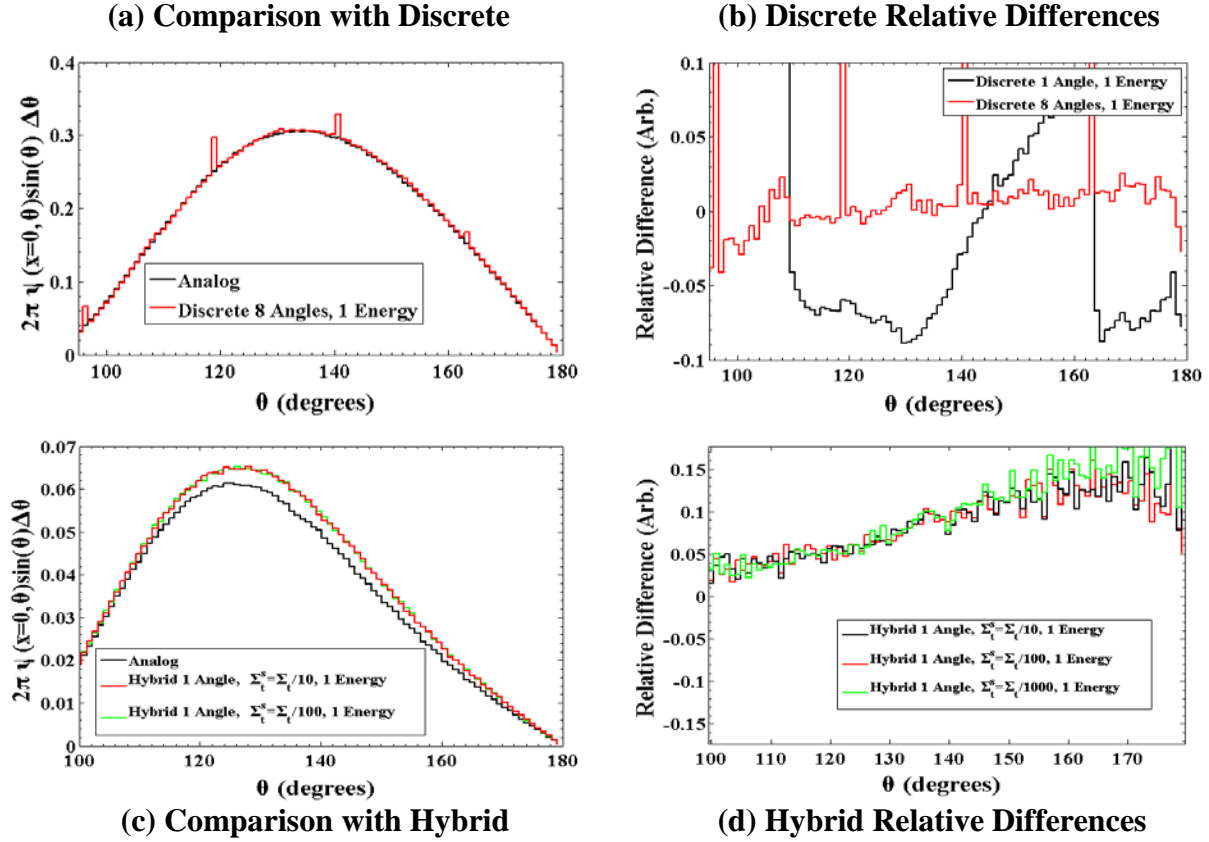 (a) Comparison with Discrete
2π ψ (x=0, θ)sin(θ) Δθ
0.4
0.3
0.2
0.1
0
100 120 140 160 180
θ (degrees)
Analog
Discrete 8 Angles, 1 Energy
(b) Discrete Relative Differences
Relative Difference (Arb.)
0.1
0.05
0
-0.05
-0.1
100 120 140 160 180
θ (degrees)
Discrete 1 Angle, 1 Energy
Discrete 8 Angles, 1 Energy
2π ψ (x=0, θ)sin(θ)Δθ
0.07
0.06
0.05
0.04
0.03
0.02
0.01
0
100 120 140 160 180
θ (degrees)
Analog
Hybrid 1 Angle, Σₜˢ=Σₜ/10, 1 Energy
Hybrid 1 Angle, Σₜˢ=Σₜ/100, 1 Energy
(c) Comparison with Hybrid
Relative Difference (Arb.)
0.15
0.10
0.05
0
-0.05
-0.10
-0.15
100 110 120 130 140 150 160 170
θ (degrees)
Hybrid 1 Angle, Σₜˢ=Σₜ/10, 1 Energy
Hybrid 1 Angle, Σₜˢ=Σₜ/100, 1 Energy
Hybrid 1 Angle, Σₜˢ=Σₜ/1000, 1 Energy
(d) Hybrid Relative Differences